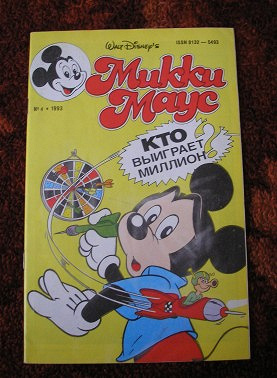 Walt Disney's
ISSN 0132 — 5493
Микки
Маус
№ 4 • 1993
КТО
ВЫИГРАЕТ
МИЛЛИОН?